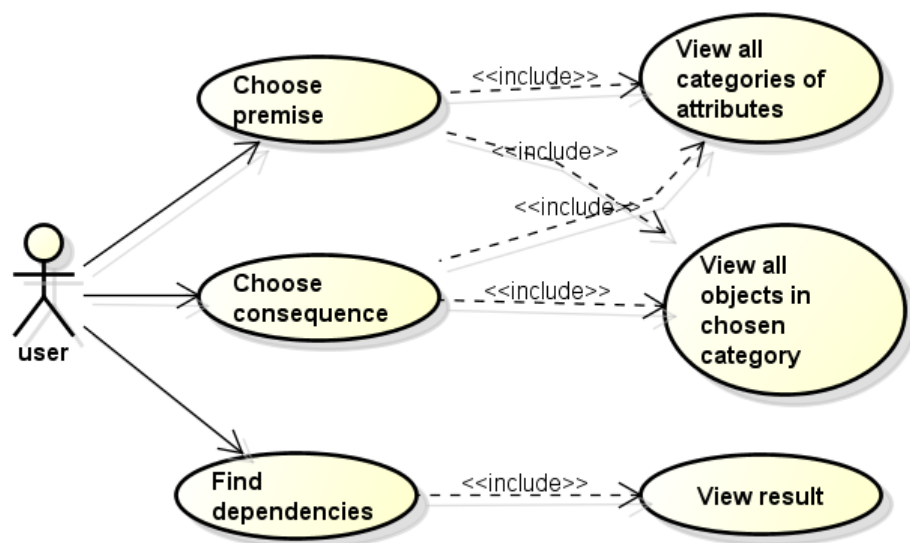 View all
categories of
attributes
<<include>>
Choose
premise
<<include>>
<<include>>
View all
objects in
chosen
category
<<include>>
Choose
consequence
user
<<include>>
Find
dependencies
View result